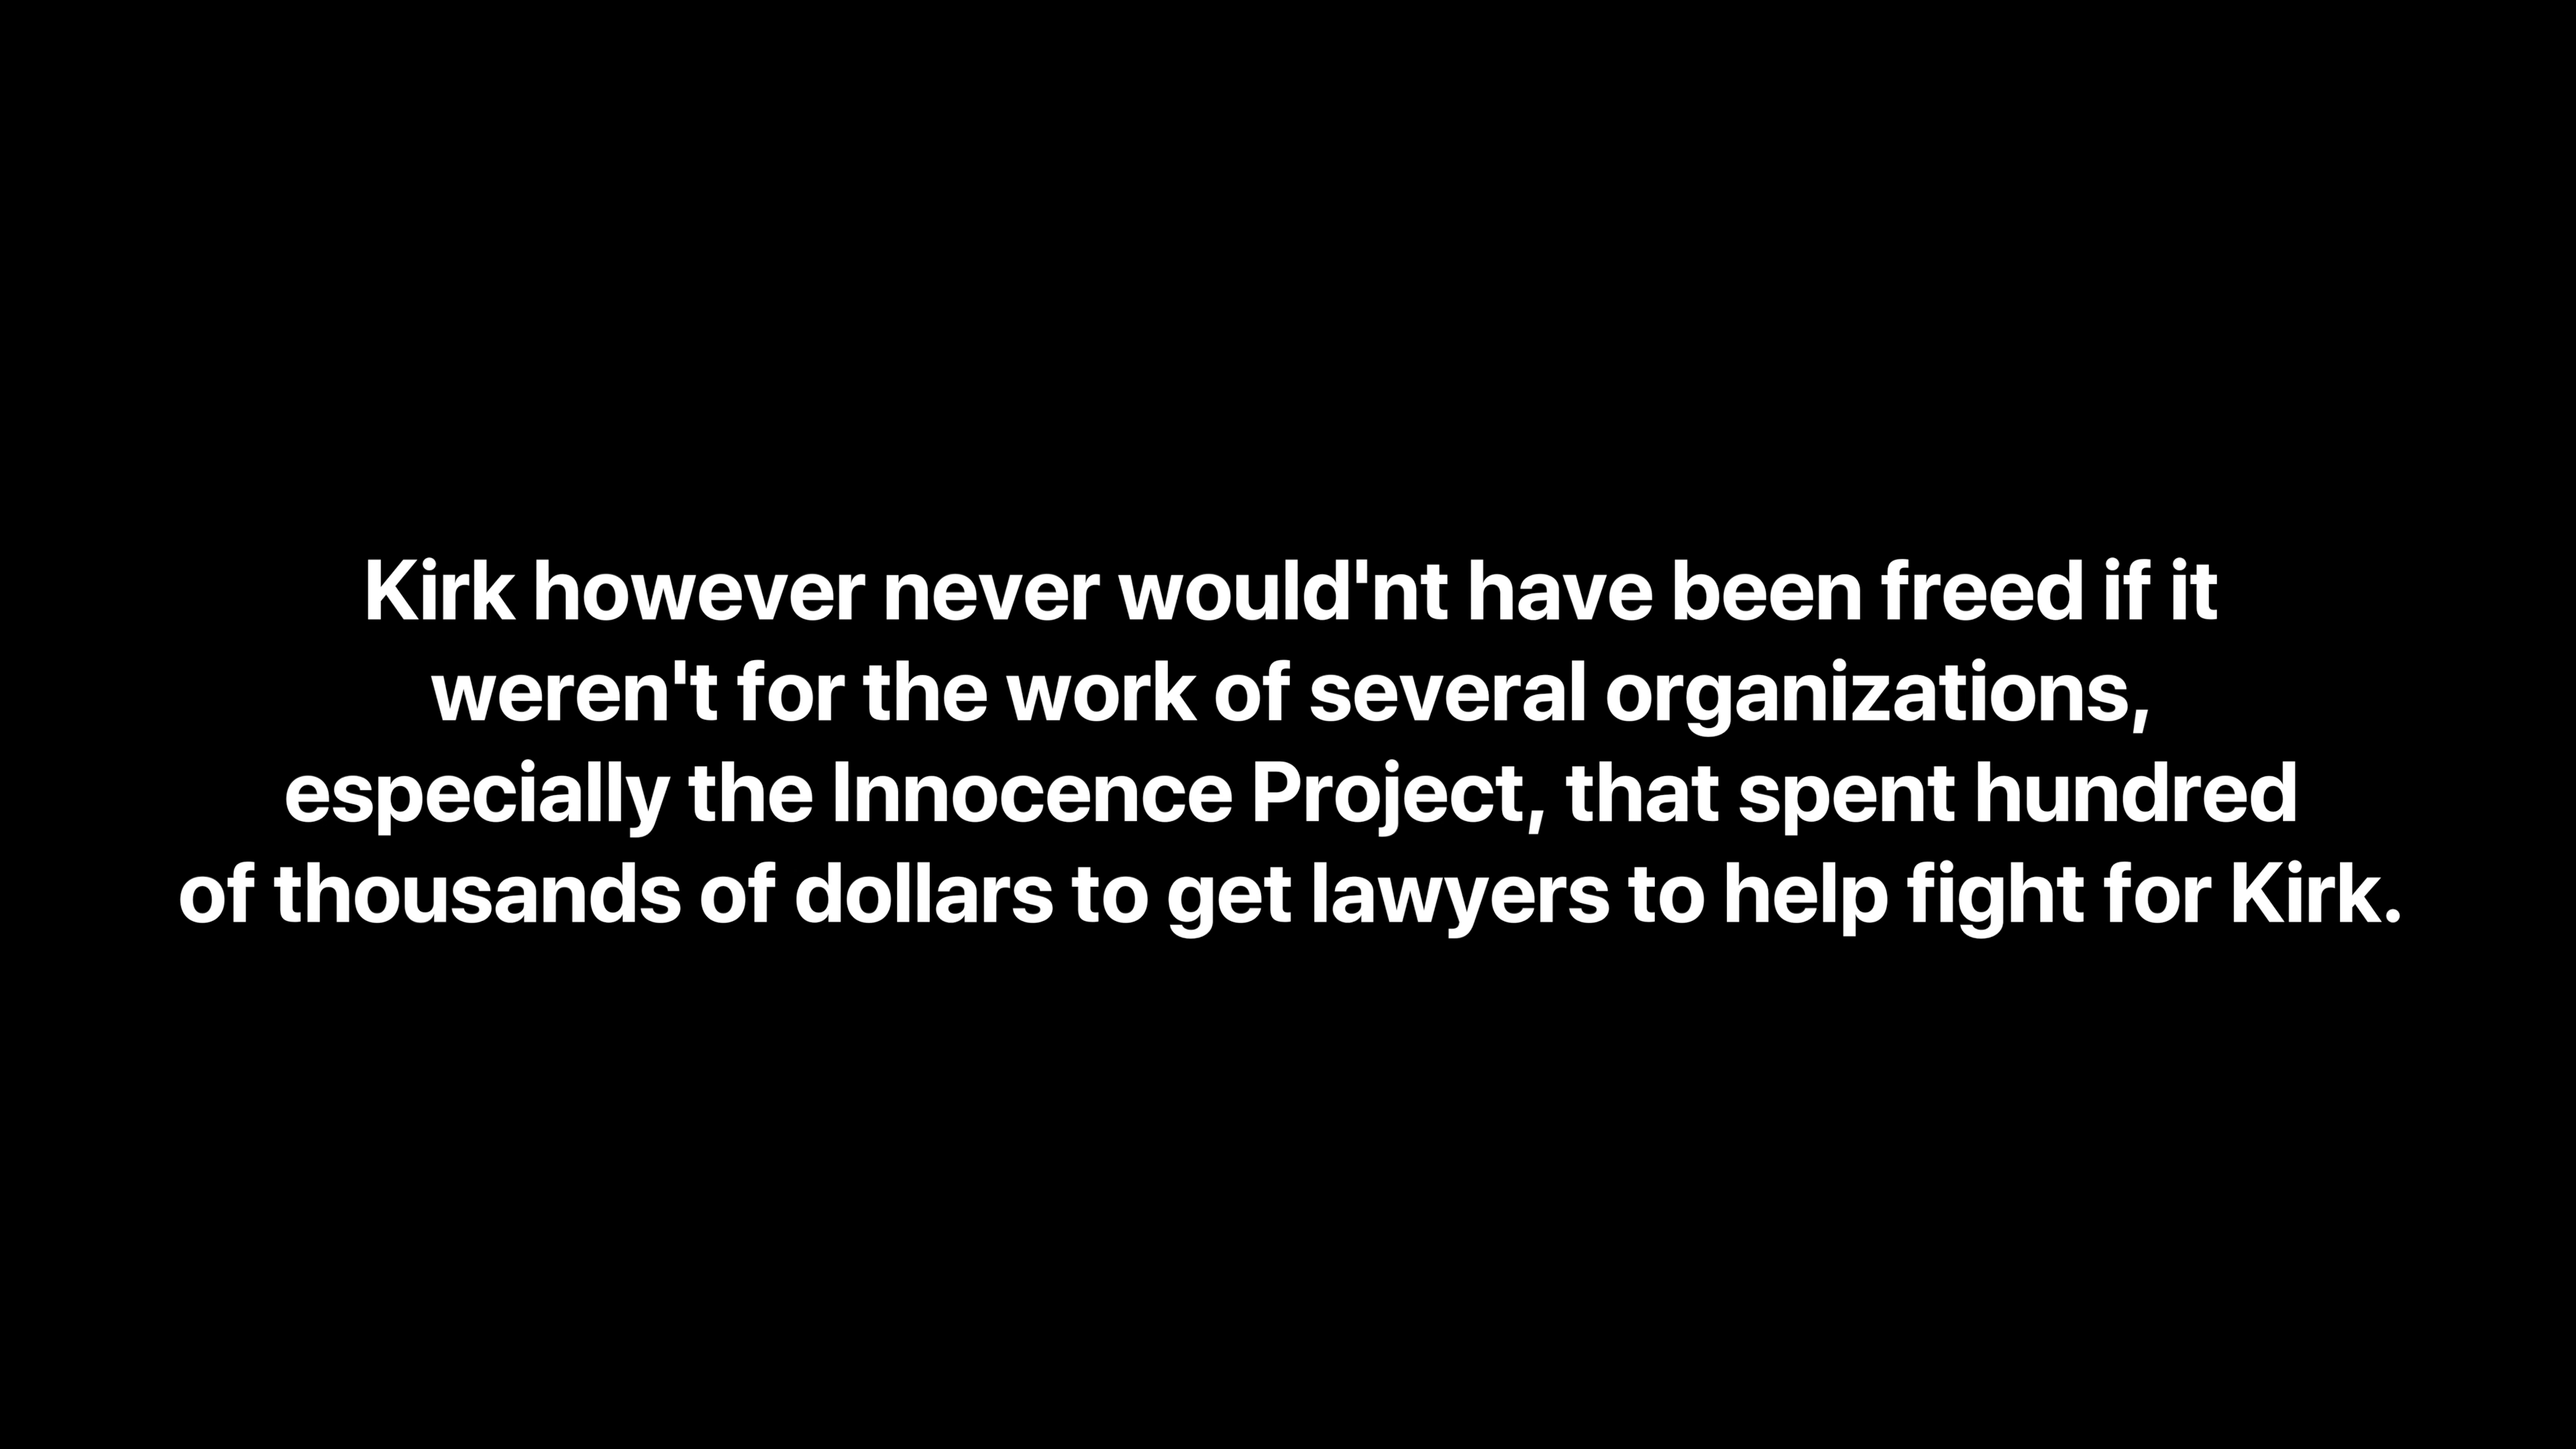 Kirk however never would'nt have been freed if it
weren't for the work of several organizations,
especially the Innocence Project, that spent hundred
of thousands of dollars to get lawyers to help fight for Kirk.